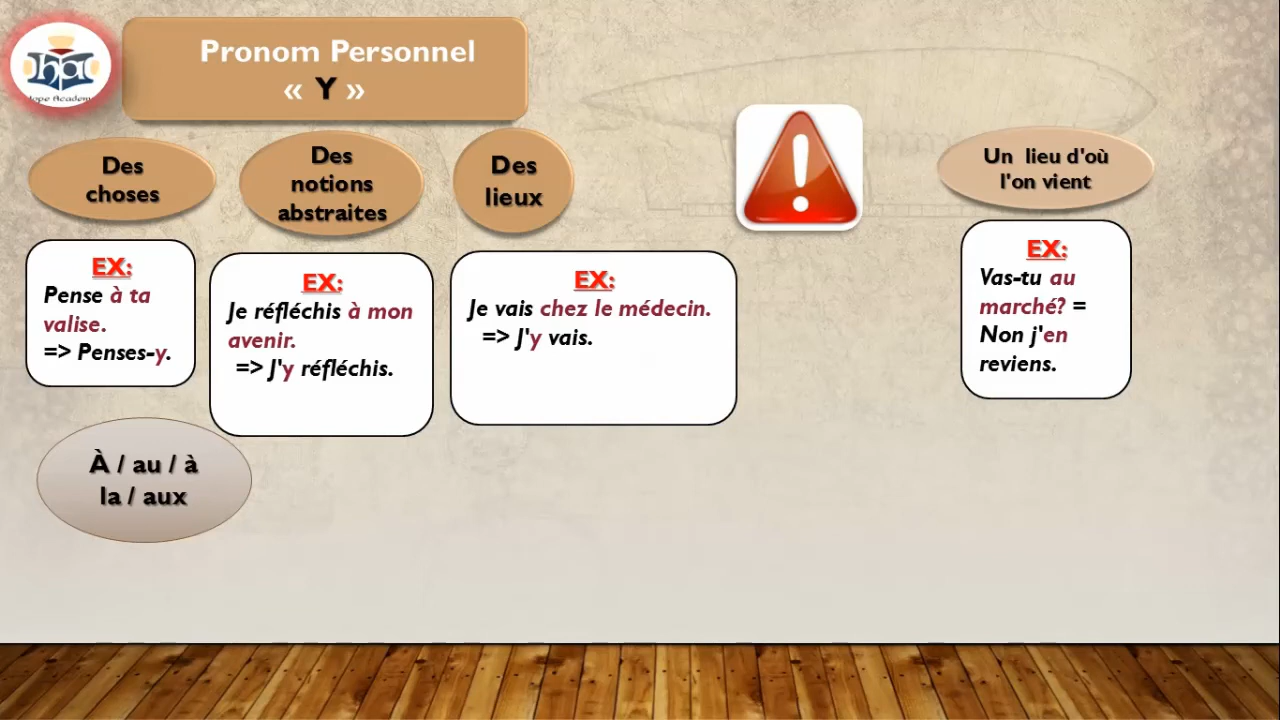 Pronom Personnel
« Y »
Hope Academy
Des
choses
Des
notions
abstraites
Des
lieux
Un lieu d'où
l'on vient
EX:
Pense à ta
valise.
=> Penses-y.
EX:
Je réfléchis à mon
avenir.
=> J'y réfléchis.
EX:
Je vais chez le médecin.
=> J'y vais.
EX:
Vas-tu au
marché? =
Non j'en
reviens.
À / au / à
la / aux